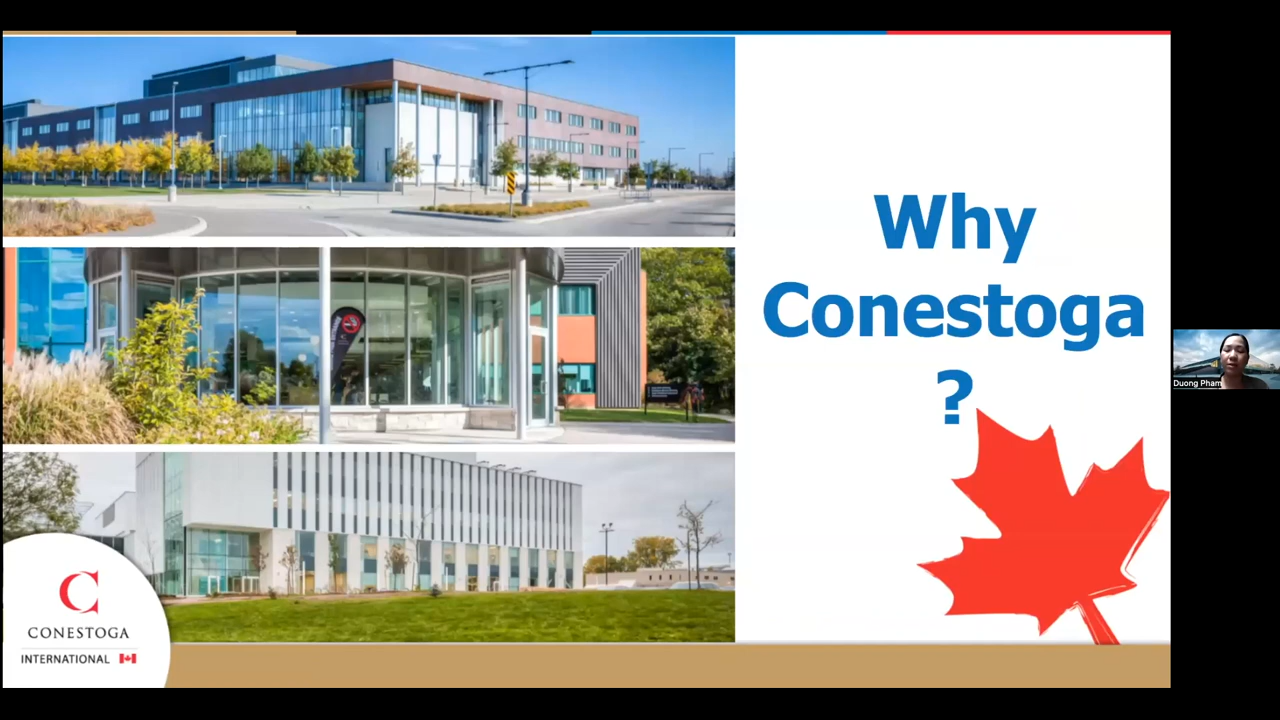 Why
Conestoga
?
Duong Pham
C
CONESTOGA
INTERNATIONAL